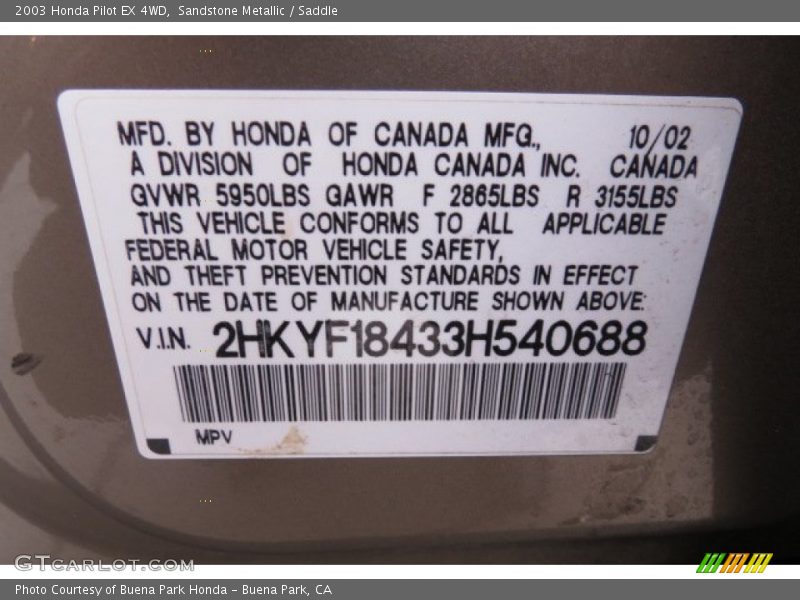 2003 Honda Pilot EX 4WD, Sandstone Metallic / Saddle
MFD. BY HONDA OF CANADA MFG., 10/02
A DIVISION OF HONDA CANADA INC. CANADA
GVWR 5950LBS GAWR F 2865LBS R 3155LBS
THIS VEHICLE CONFORMS TO ALL APPLICABLE
FEDERAL MOTOR VEHICLE SAFETY,
AND THEFT PREVENTION STANDARDS IN EFFECT
ON THE DATE OF MANUFACTURE SHOWN ABOVE:
V.I.N. 2HKYF18433H540688
MPV
GTCARLOT.COM
Photo Courtesy of Buena Park Honda - Buena Park, CA